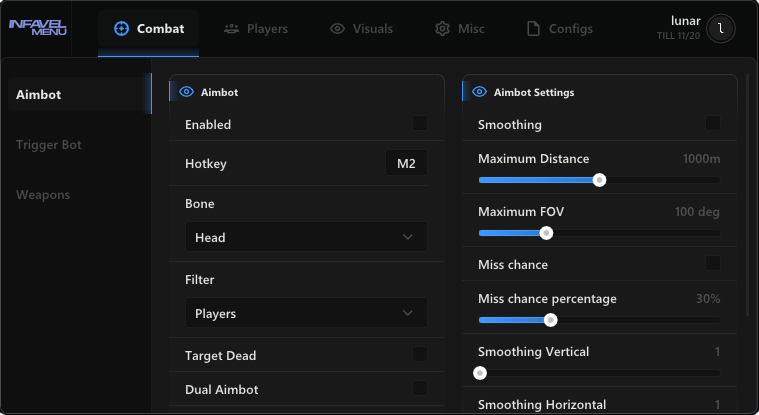 INFAVEL
MENU
Combat
Players
Visuals
Misc
Configs
lunar
TILL 11/20
l
Aimbot
Trigger Bot
Weapons
Aimbot
Enabled
Hotkey M2
Bone
Head
Filter
Players
Target Dead
Dual Aimbot
Aimbot Settings
Smoothing
Maximum Distance 1000m
Maximum FOV 100 deg
Miss chance
Miss chance percentage 30%
Smoothing Vertical 1
Smoothing Horizontal 1